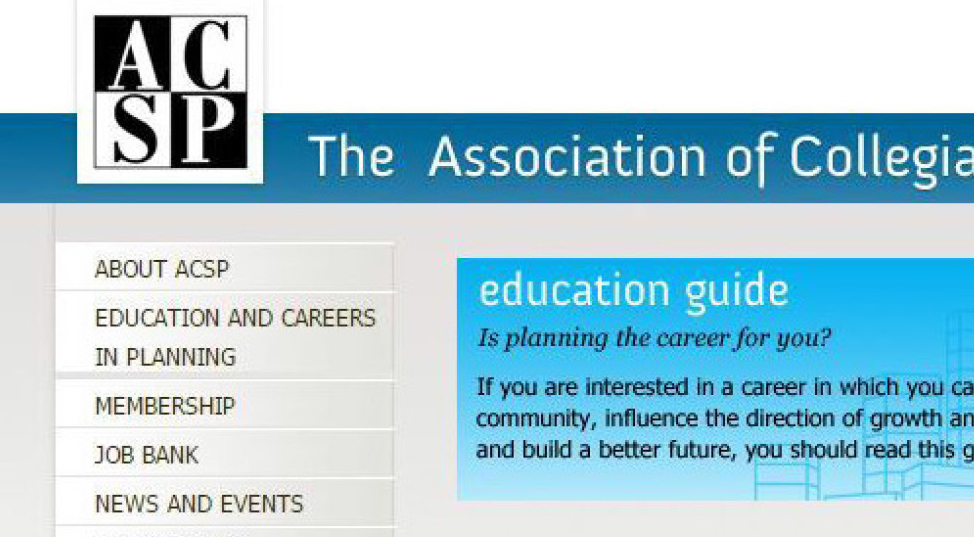 AC
SP
The Association of Collegia
ABOUT ACSP
EDUCATION AND CAREERS
IN PLANNING
MEMBERSHIP
JOB BANK
NEWS AND EVENTS
education guide
Is planning the career for you?
If you are interested in a career in which you ca
community, influence the direction of growth an
and build a better future, you should read this g